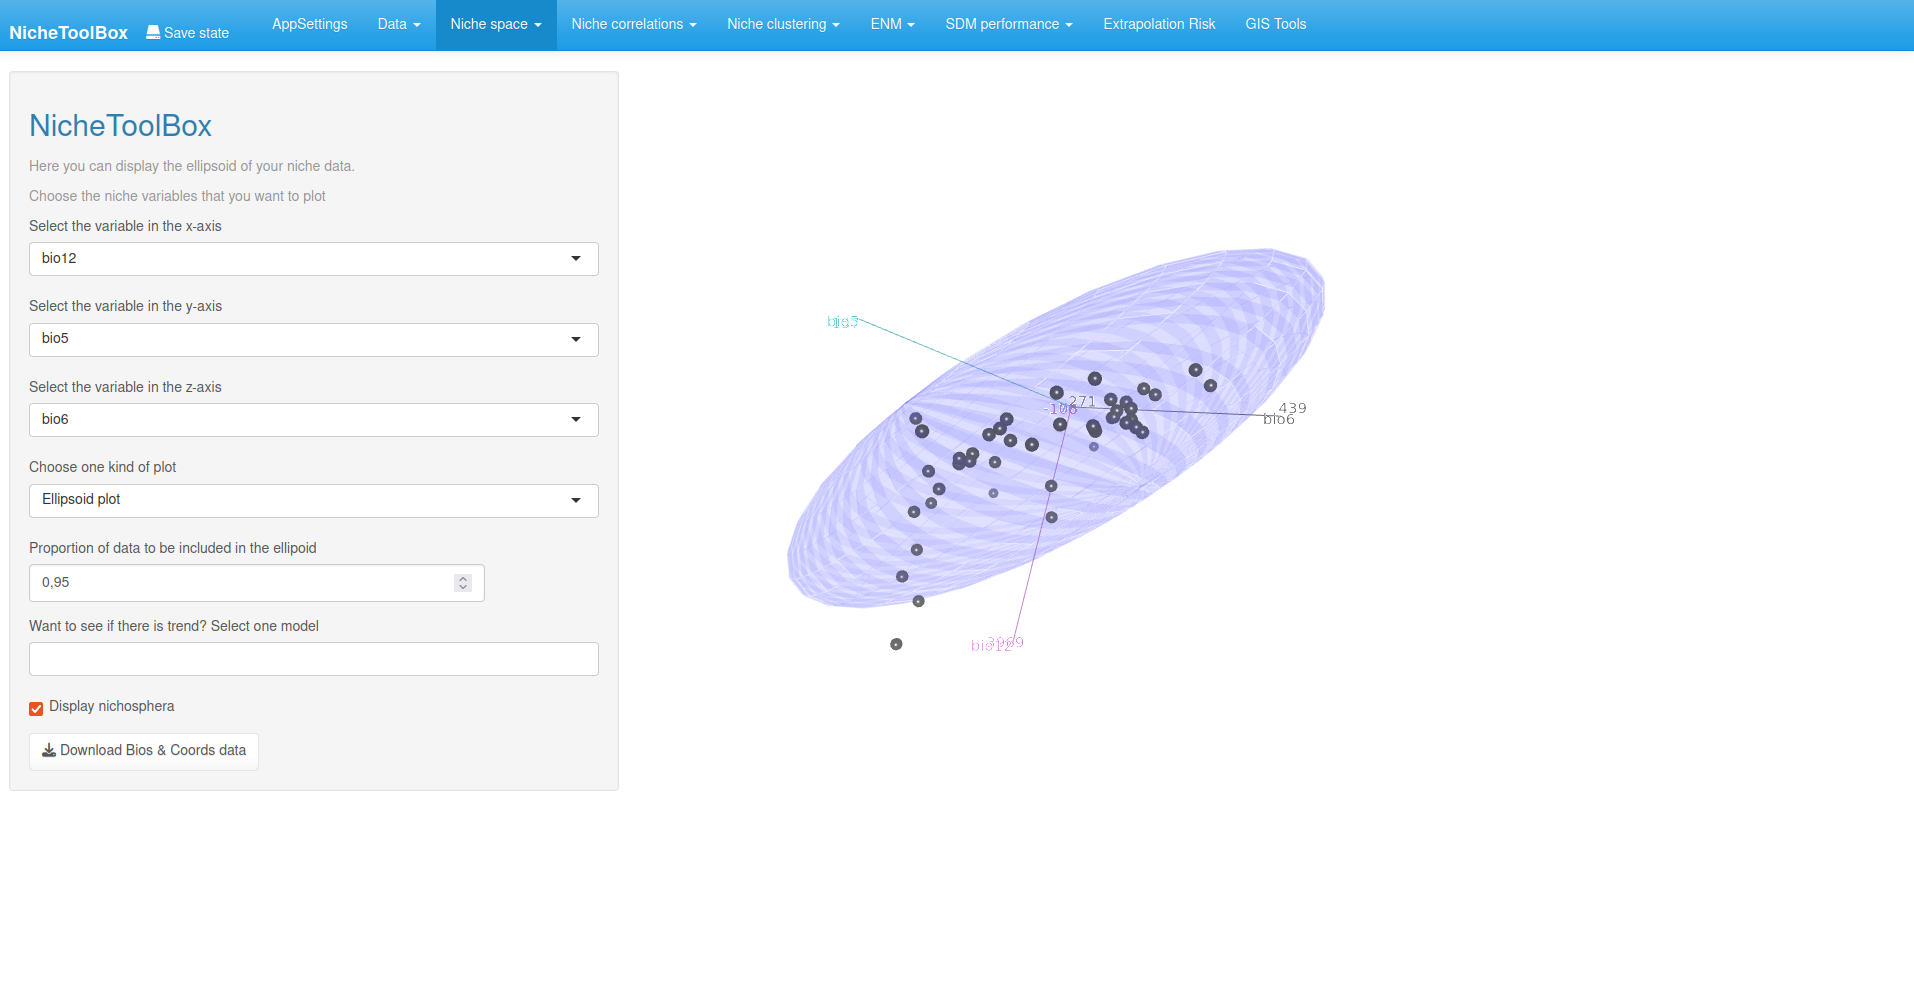 NicheToolBox Save state AppSettings Data Niche space Niche correlations Niche clustering ENM SDM performance Extrapolation Risk GIS Tools
NicheToolBox
Here you can display the ellipsoid of your niche data.
Choose the niche variables that you want to plot
Select the variable in the x-axis
bio12
Select the variable in the y-axis
bio5
Select the variable in the z-axis
bio6
Choose one kind of plot
Ellipsoid plot
Proportion of data to be included in the ellipoid
0,95
Want to see if there is trend? Select one model
Display nichosphera
Download Bios & Coords data
271
439
bio6
bio12